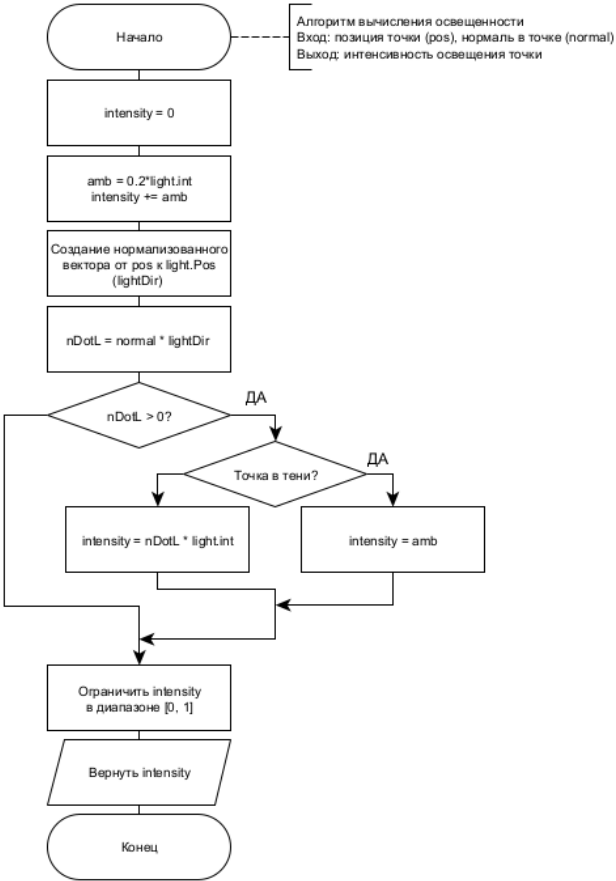 Начало
Алгоритм вычисления освещенности
Вход: позиция точки (pos), нормаль в точке (normal)
Выход: интенсивность освещения точки
intensity = 0
amb = 0.2*light.int
intensity += amb
Создание нормализованного
вектора от pos к light.Pos
(lightDir)
nDotL = normal * lightDir
nDotL > 0?
ДА
Точка в тени?
ДА
intensity = nDotL * light.int
intensity = amb
Ограничить intensity
в диапазоне [0, 1]
Вернуть intensity
Конец